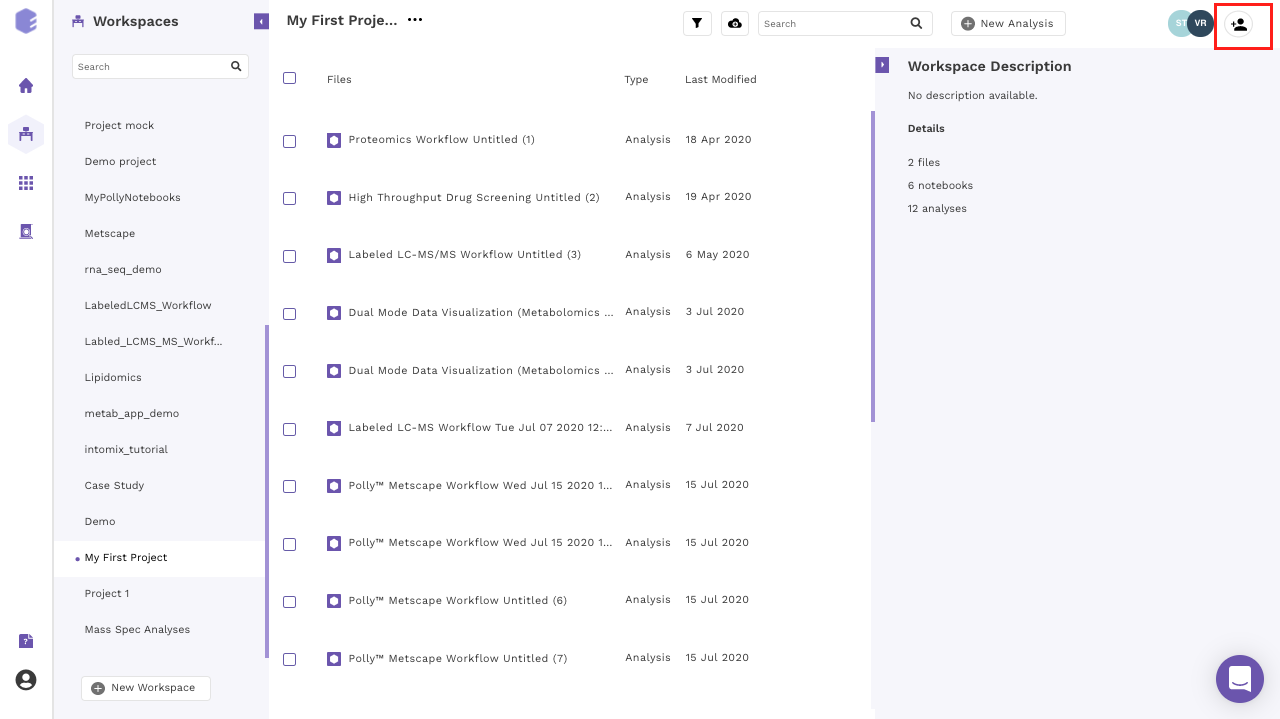 Workspaces
Search
Project mock
Demo project
MyPollyNotebooks
Metscape
rna_seq_demo
LabeledLCMS_Workflow
Labled_LCMS_MS_Workf...
Lipidomics
metab_app_demo
intomix_tutorial
Case Study
Demo
My First Project
Project 1
Mass Spec Analyses
New Workspace
My First Proje...
Search
New Analysis
ST VR
Files Type Last Modified
Proteomics Workflow Untitled (1) Analysis 18 Apr 2020
High Throughput Drug Screening Untitled (2) Analysis 19 Apr 2020
Labeled LC-MS/MS Workflow Untitled (3) Analysis 6 May 2020
Dual Mode Data Visualization (Metabolomics ... Analysis 3 Jul 2020
Dual Mode Data Visualization (Metabolomics ... Analysis 3 Jul 2020
Labeled LC-MS Workflow Tue Jul 07 2020 12:... Analysis 7 Jul 2020
Polly™ Metscape Workflow Wed Jul 15 2020 1... Analysis 15 Jul 2020
Polly™ Metscape Workflow Wed Jul 15 2020 1... Analysis 15 Jul 2020
Polly™ Metscape Workflow Untitled (6) Analysis 15 Jul 2020
Polly™ Metscape Workflow Untitled (7) Analysis 15 Jul 2020
Workspace Description
No description available.
Details
2 files
6 notebooks
12 analyses